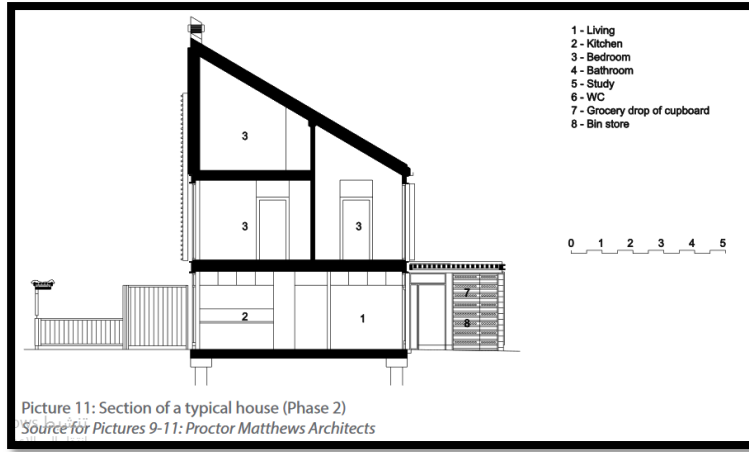 1 - Living
2 - Kitchen
3 - Bedroom
4 - Bathroom
5 - Study
6 - WC
7 - Grocery drop of cupboard
8 - Bin store
3
3
3
0 1 2 3 4 5
7
2
1
8
Picture 11: Section of a typical house (Phase 2)
Source for Pictures 9-11: Proctor Matthews Architects